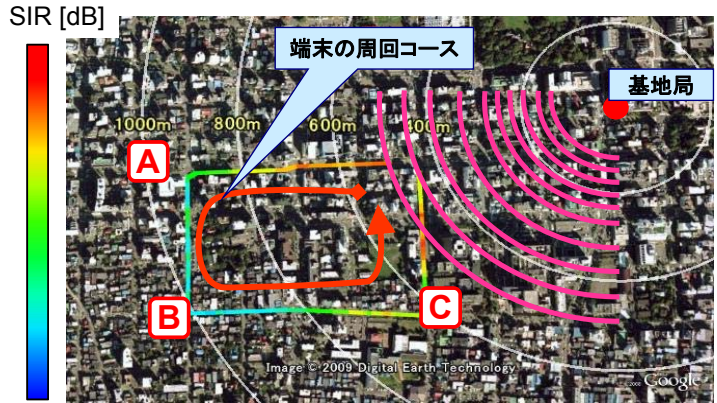 SIR [dB]
端末の周回コース
基地局
1000m
800m
600m
400m
A
B
C
Image © 2009 Digital Earth Technology
Google